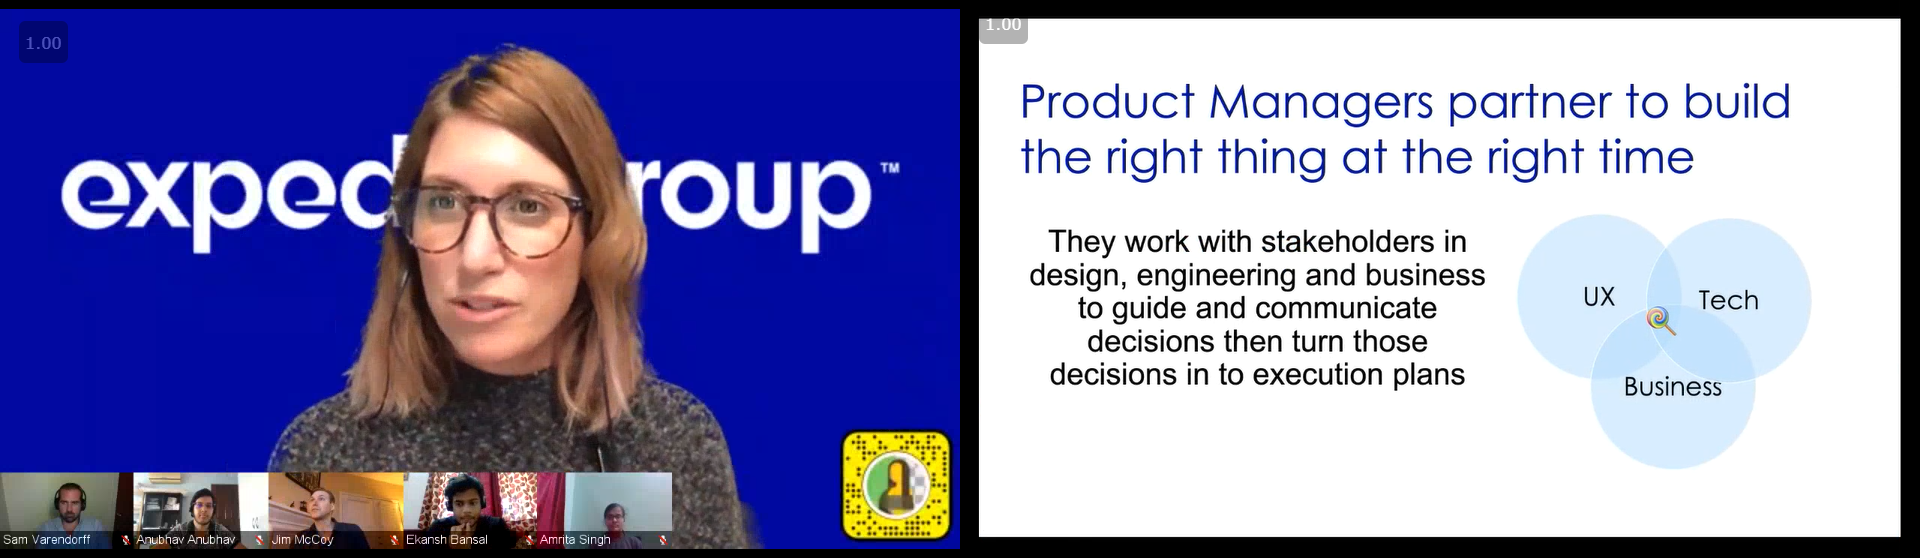 1.00
exped roup™
Sam Varendorff
Anubhav Anubhav
Jim McCoy
Ekansh Bansal
Amrita Singh
1.00
Product Managers partner to build
the right thing at the right time
They work with stakeholders in
design, engineering and business
to guide and communicate
decisions then turn those
decisions in to execution plans
UX
Tech
Business